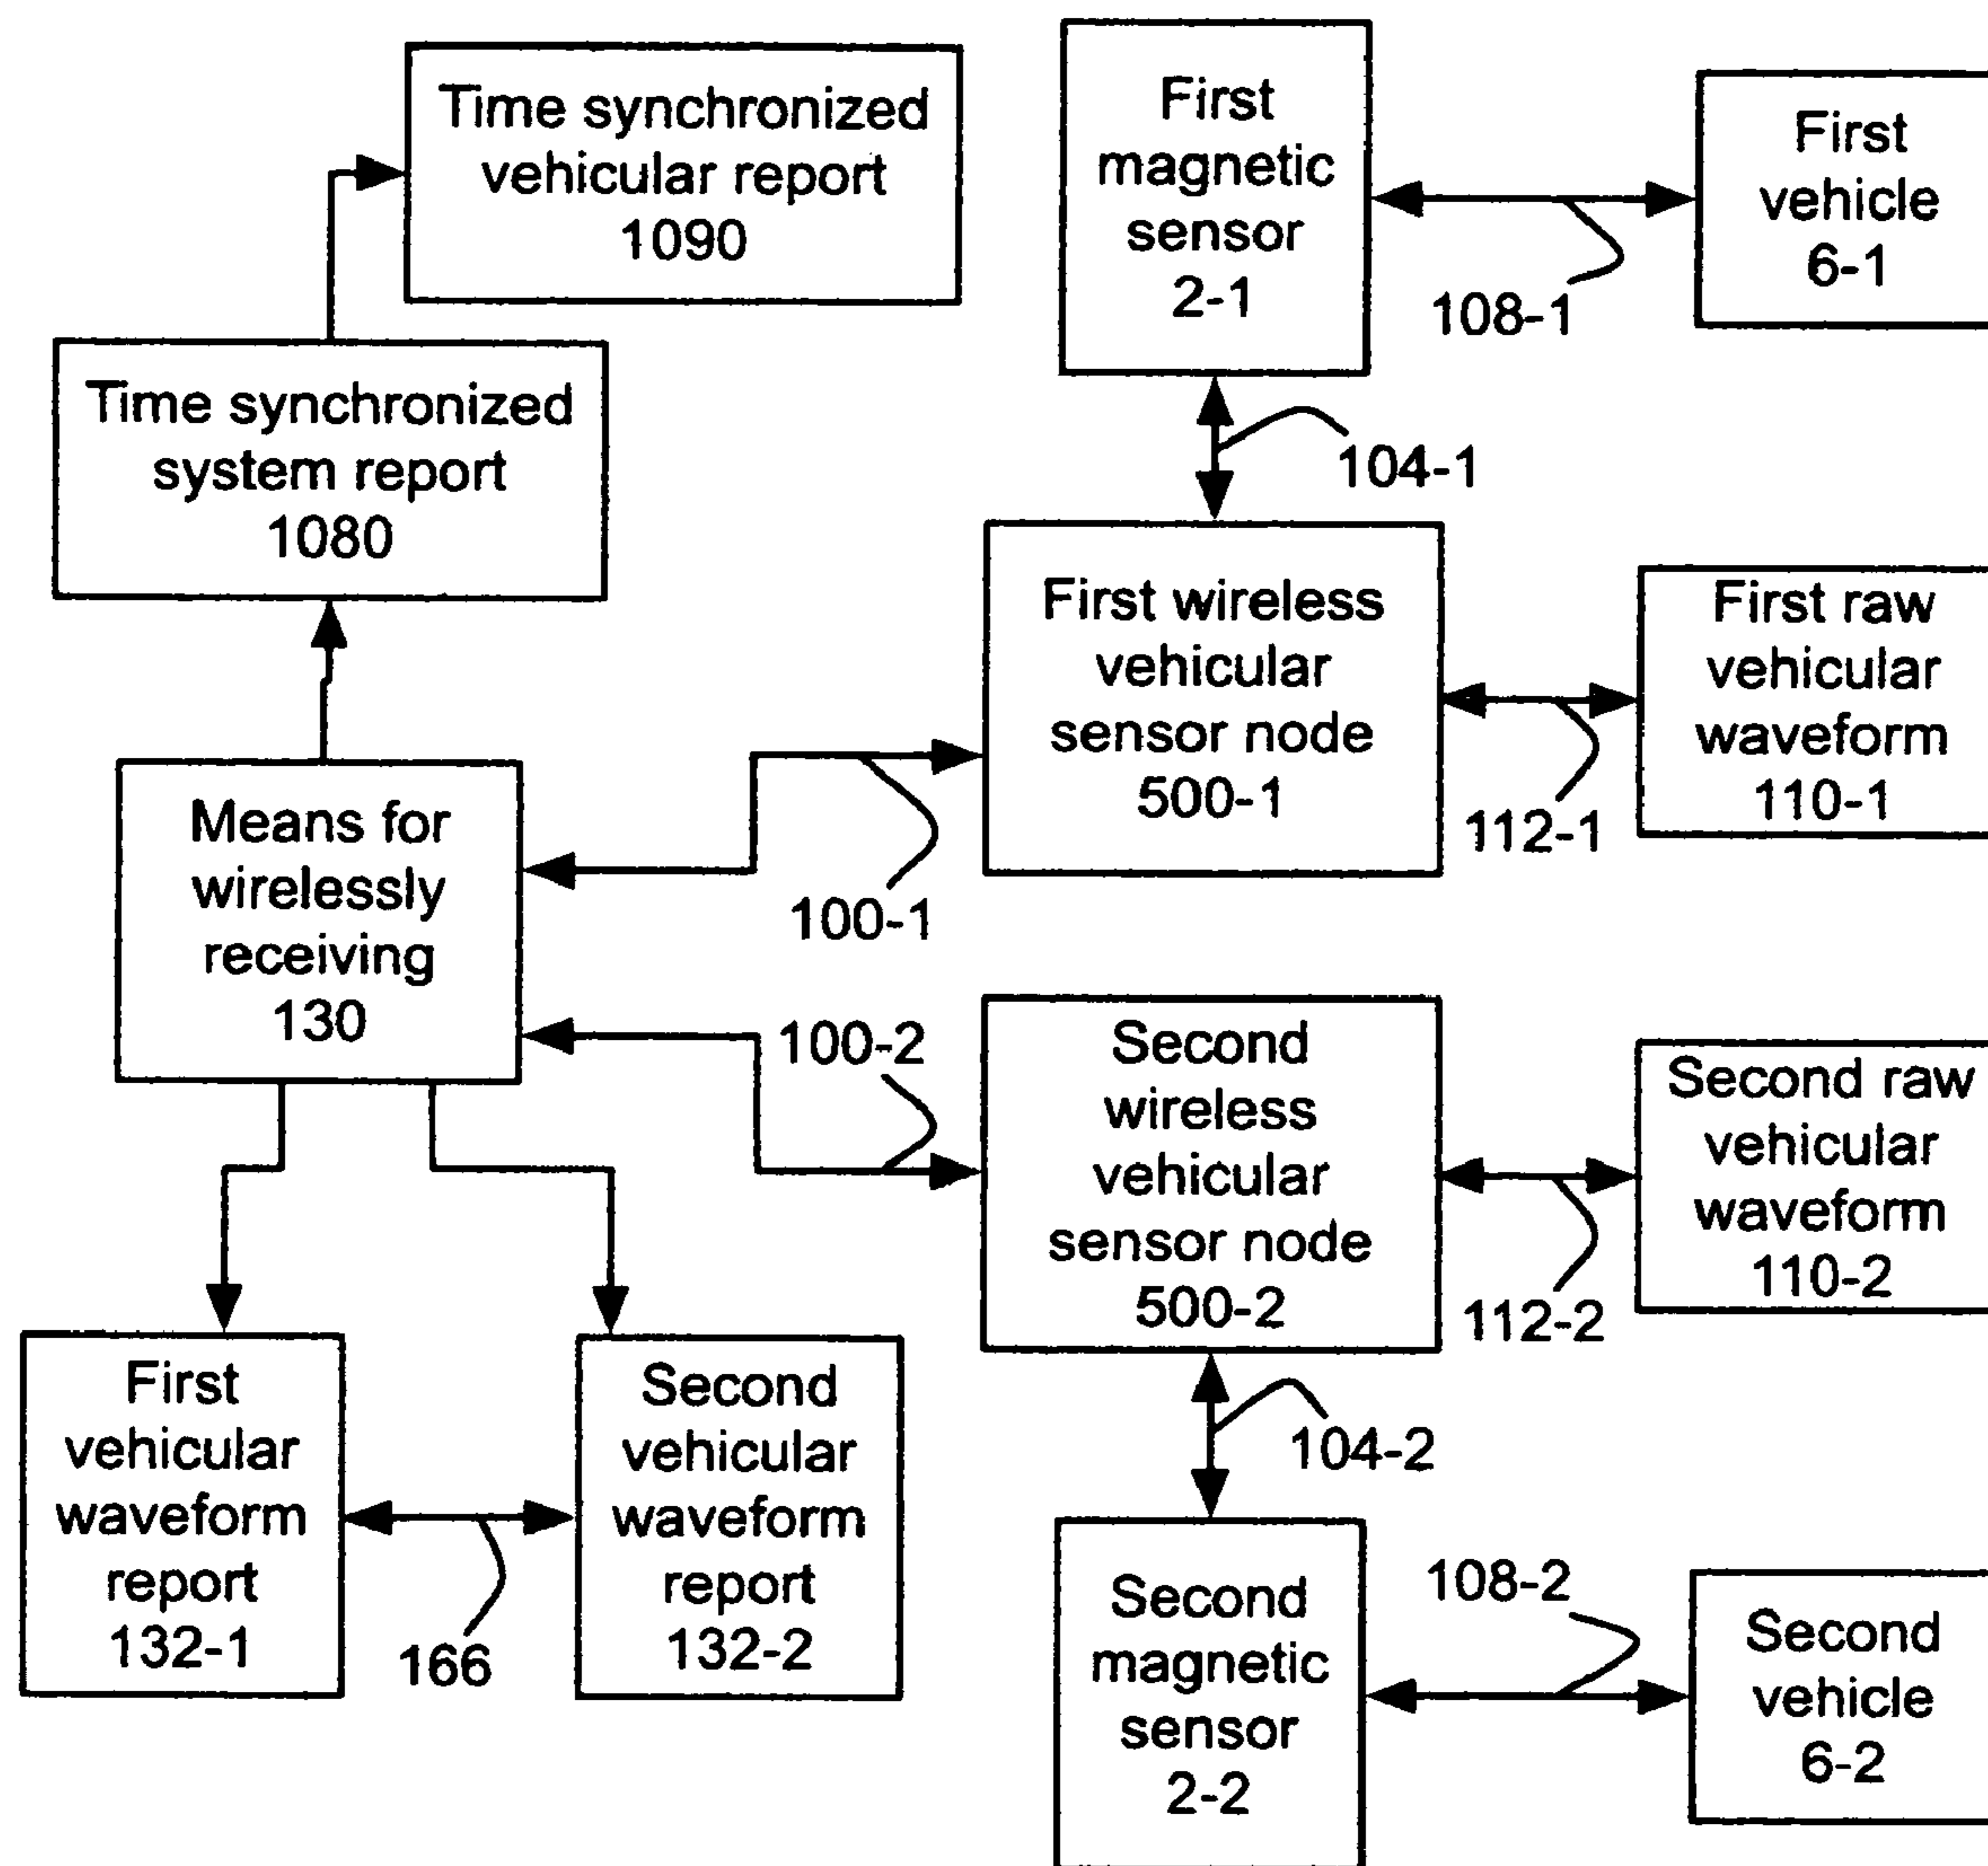 Time synchronized
vehicular report
1090
First
magnetic
sensor
2-1
First
vehicle
6-1
108-1
Time synchronized
system report
1080
104-1
First wireless
vehicular
sensor node
500-1
First raw
vehicular
waveform
110-1
112-1
Means for
wirelessly
receiving
130
100-1
100-2
Second
wireless
vehicular
sensor node
500-2
Second raw
vehicular
waveform
110-2
112-2
First
vehicular
waveform
report
132-1
166
Second
vehicular
waveform
report
132-2
104-2
Second
magnetic
sensor
2-2
108-2
Second
vehicle
6-2